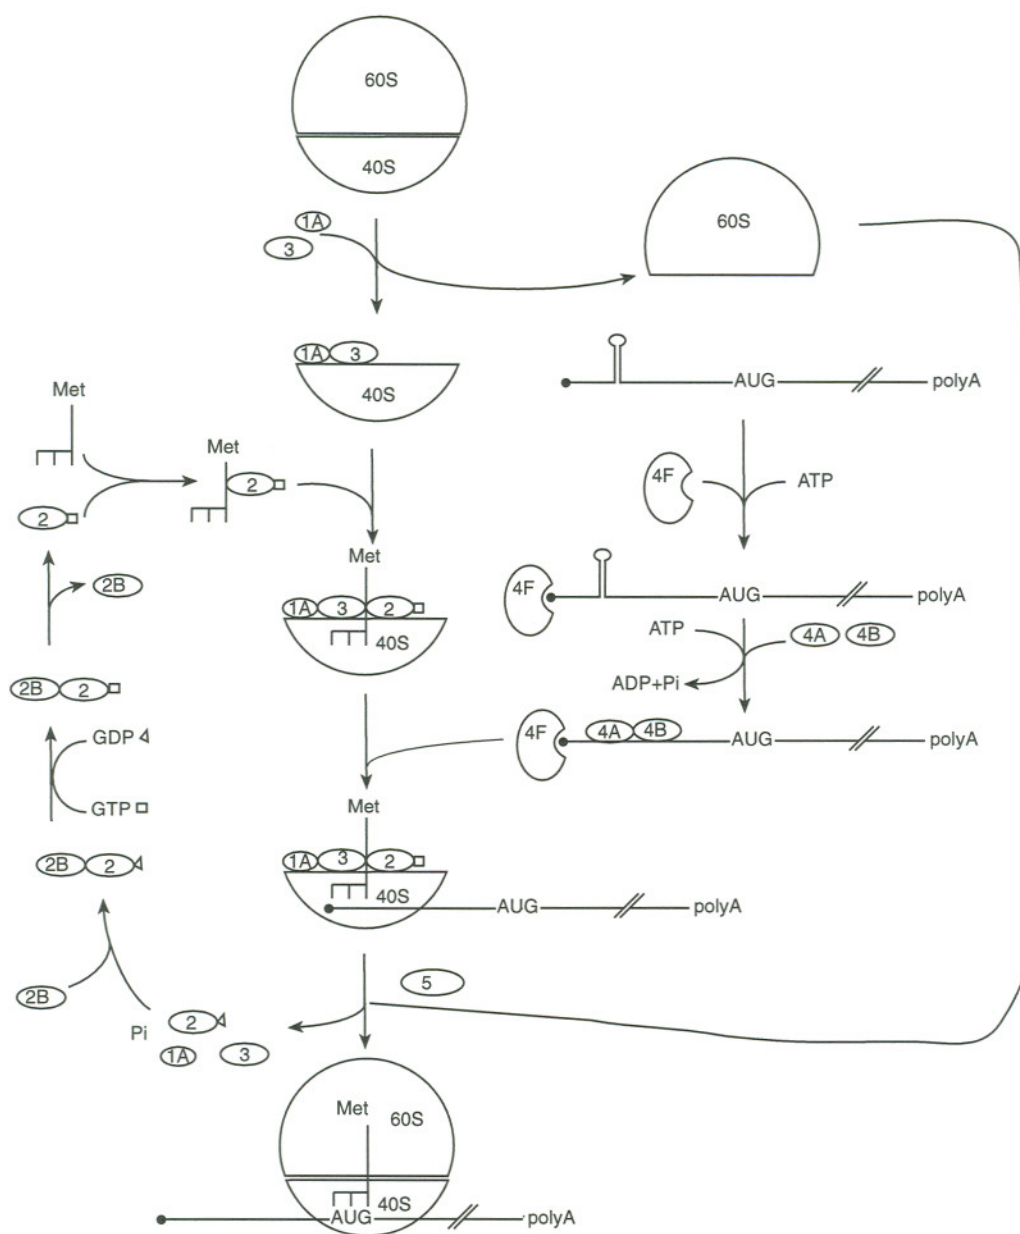 60S
40S
60S
1A
3
1A 3
40S
AUG polyA
Met
Met
2
2
4F ATP
Met
2B
1A 3 2
40S
4F AUG polyA
ATP 4A 4B
ADP+Pi
2B 2
GDP
GTP
4F 4A 4B AUG polyA
Met
2B 2
1A 3 2
40S
AUG polyA
5
2B
Pi 2
1A 3
Met 60S
40S
AUG polyA